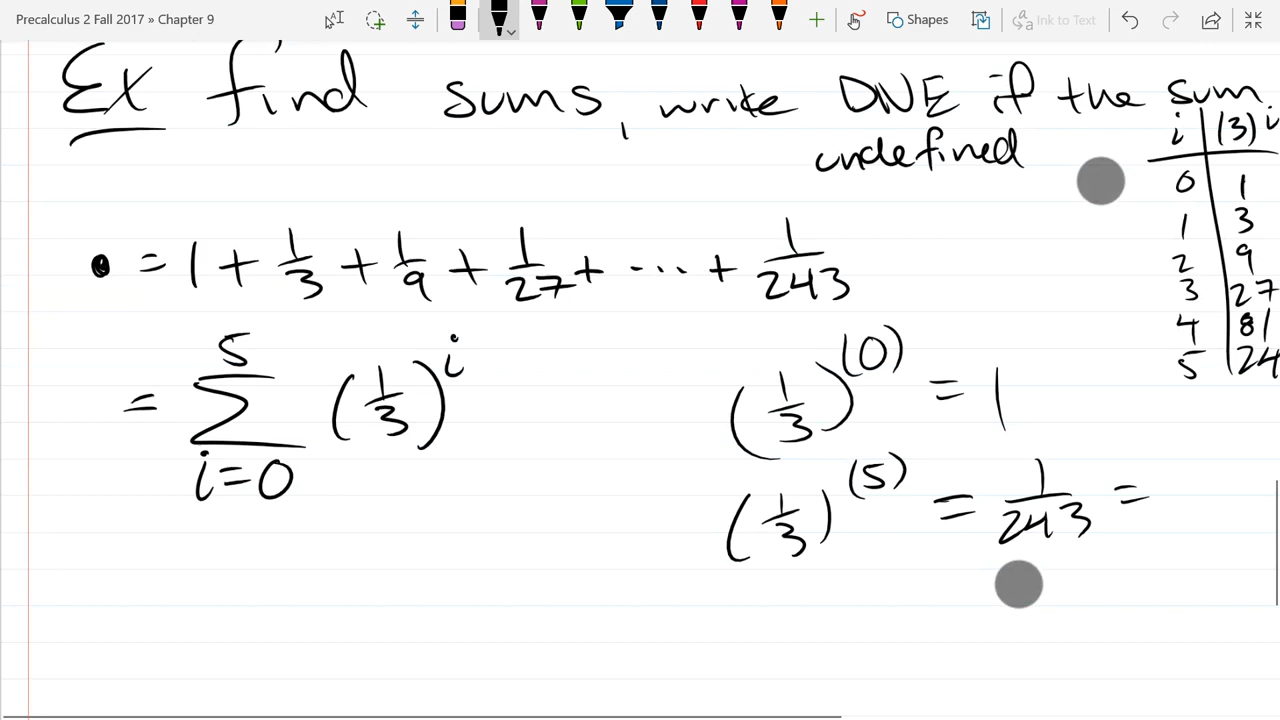 Precalculus 2 Fall 2017 » Chapter 9
Shapes
Ink to Text
Ex find sums, write DNE if the sum
undefined
i (3)^i
0 1
1 3
2 9
3 27
4 81
5 24
= 1 + 1/3 + 1/9 + 1/27 + ... + 1/243
= 5 ∑ i=0 (1/3)^i
(1/3)^(0) = 1
(1/3)^(5) = 1/243 =